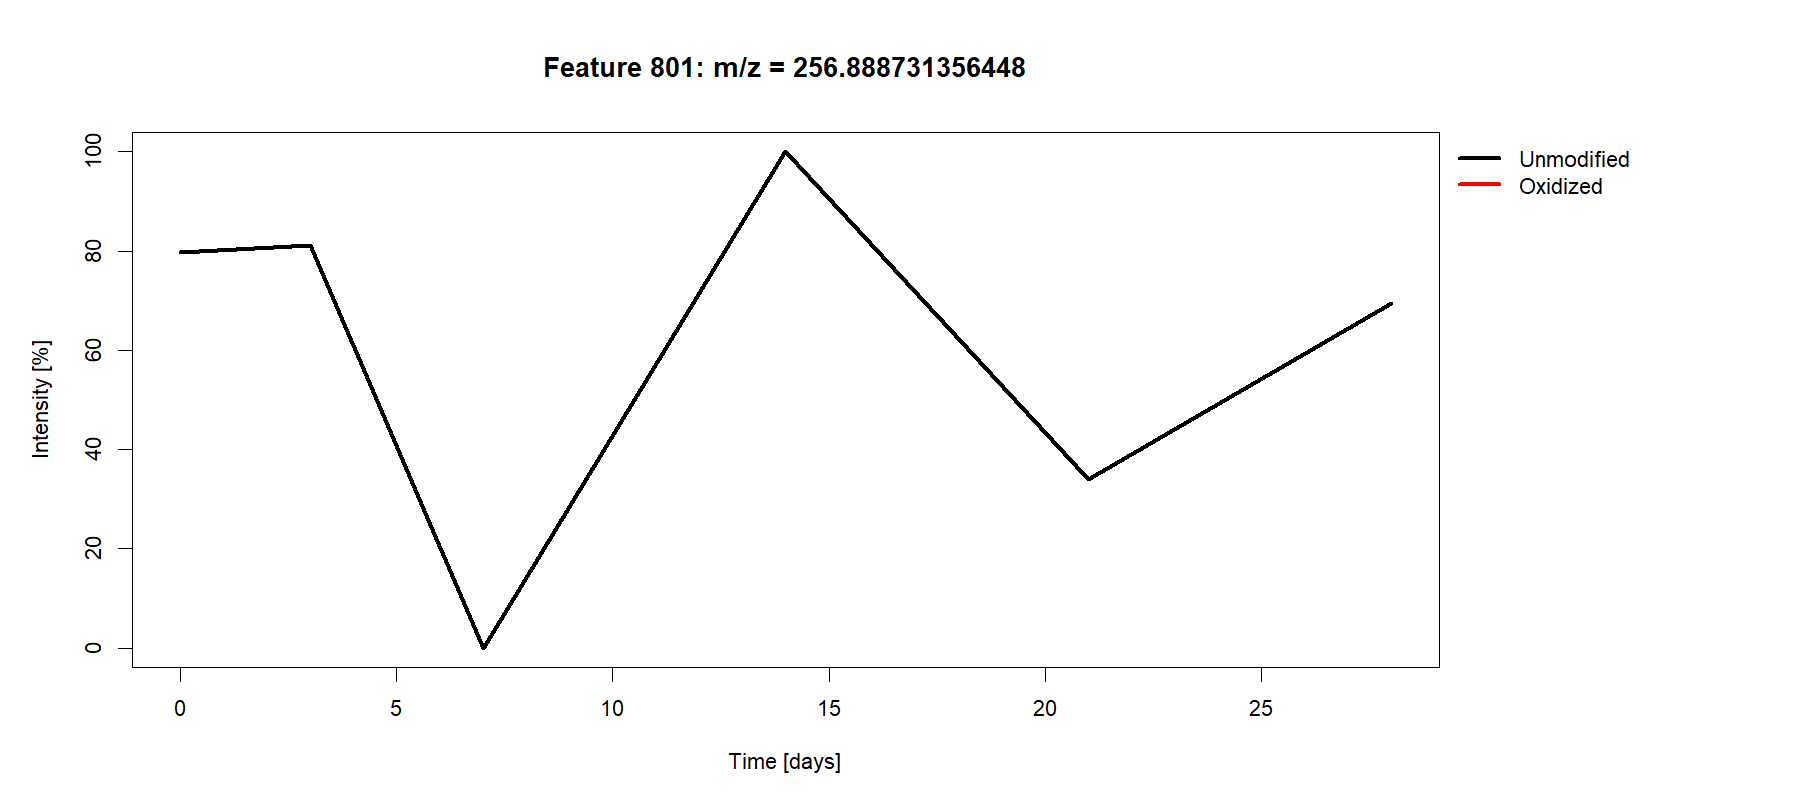 Feature 801: m/z = 256.888731356448
Unmodified
Oxidized
Intensity [%]
100
80
60
40
20
0
0 5 10 15 20 25
Time [days]